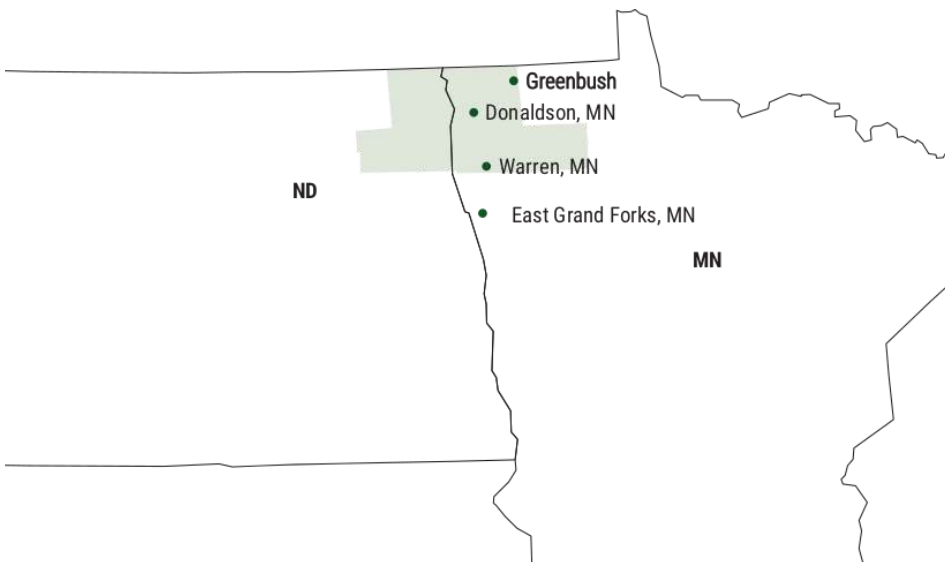 Greenbush
Donaldson, MN
Warren, MN
ND
East Grand Forks, MN
MN